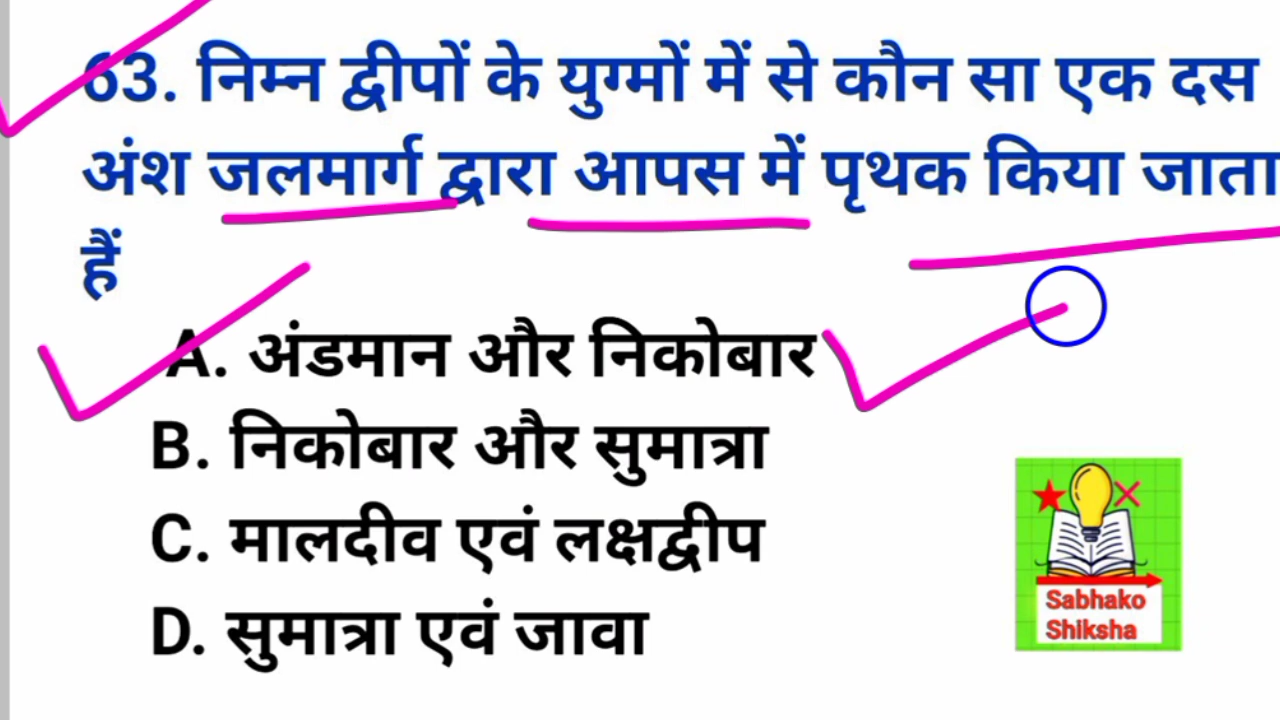 63. निम्न द्वीपों के युग्मों में से कौन सा एक दस
अंश जलमार्ग द्वारा आपस में पृथक किया जाता
हैं
A. अंडमान और निकोबार
B. निकोबार और सुमात्रा
C. मालदीव एवं लक्षद्वीप
D. सुमात्रा एवं जावा
Sabhako
Shiksha